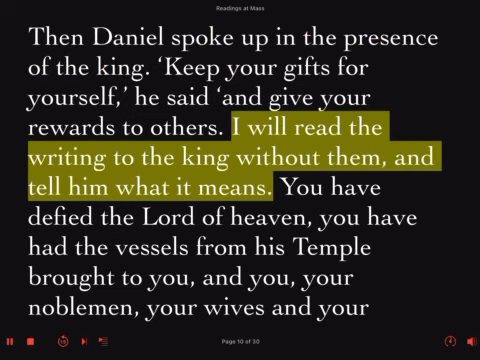 Readings at Mass
Then Daniel spoke up in the presence
of the king. ‘Keep your gifts for
yourself,’ he said ‘and give your
rewards to others. I will read the
writing to the king without them, and
tell him what it means. You have
defied the Lord of heaven, you have
had the vessels from his Temple
brought to you, and you, your
noblemen, your wives and your
Page 10 of 30